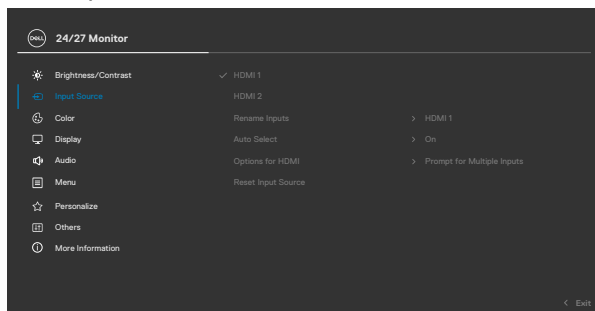 DELL 24/27 Monitor
Brightness/Contrast ✓ HDMI 1
Input Source HDMI 2
Color Rename Inputs > HDMI 1
Display Auto Select > On
Audio Options for HDMI > Prompt for Multiple Inputs
Menu Reset Input Source
Personalize
Others
More Information
< Exit